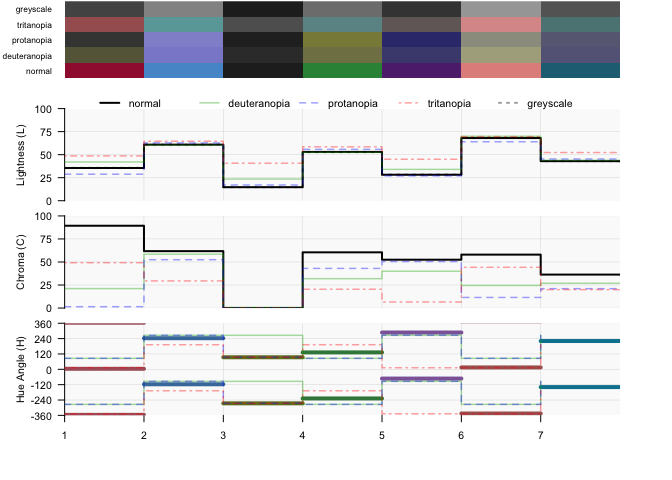 greyscale
tritanopia
protanopia
deuteranopia
normal
normal deuteranopia protanopia tritanopia greyscale
Lightness (L)
100
75
50
25
0
Chroma (C)
100
75
50
25
0
Hue Angle (H)
360
240
120
0
-120
-240
-360
1 2 3 4 5 6 7